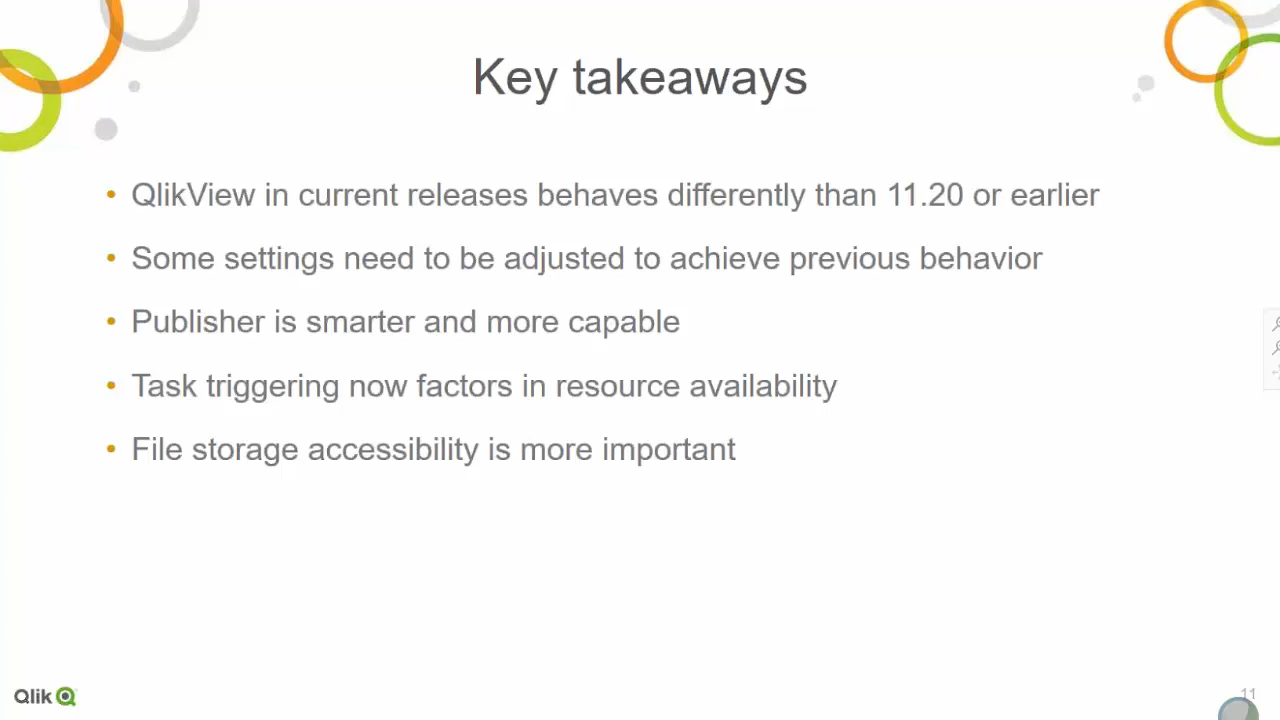 Key takeaways
• QlikView in current releases behaves differently than 11.20 or earlier
• Some settings need to be adjusted to achieve previous behavior
• Publisher is smarter and more capable
• Task triggering now factors in resource availability
• File storage accessibility is more important
Qlik
11